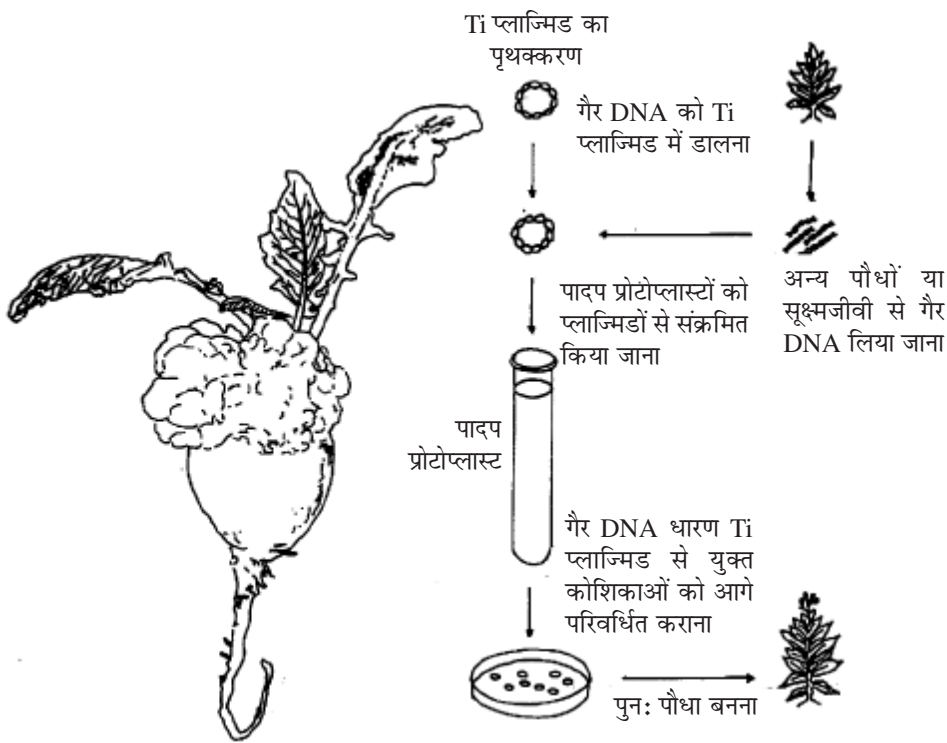 Ti प्लाज्मिड का
पृथक्करण
गैर DNA को Ti
प्लाज्मिड में डालना
अन्य पौधों या
सूक्ष्मजीवी से गैर
DNA लिया जाना
पादप प्रोटोप्लास्टों को
प्लाज्मिडों से संक्रमित
किया जाना
पादप
प्रोटोप्लास्ट
गैर DNA धारण Ti
प्लाज्मिड से युक्त
कोशिकाओं को आगे
परिवर्धित कराना
पुन: पौधा बनना